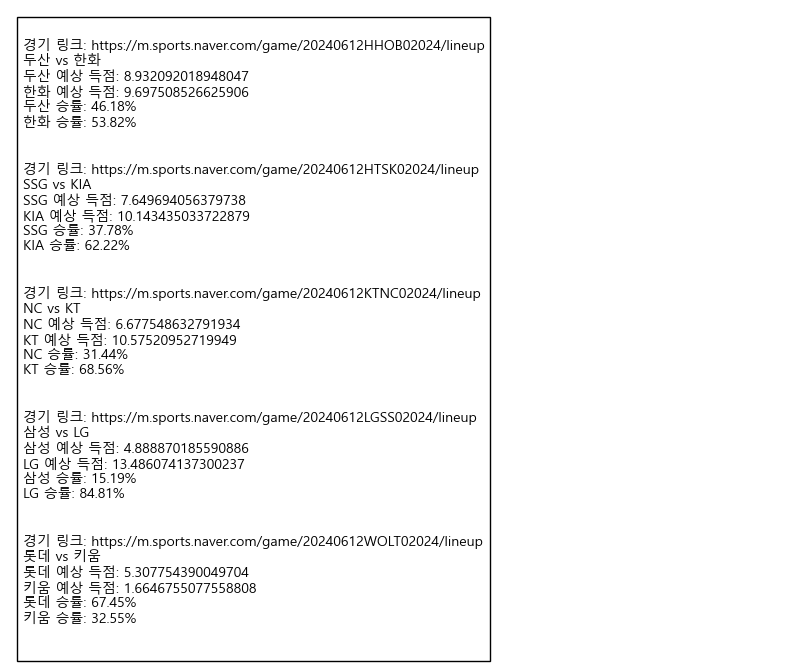 경기 링크: https://m.sports.naver.com/game/20240612HHOB02024/lineup
두산 vs 한화
두산 예상 득점: 8.932092018948047
한화 예상 득점: 9.697508526625906
두산 승률: 46.18%
한화 승률: 53.82%
경기 링크: https://m.sports.naver.com/game/20240612HTSK02024/lineup
SSG vs KIA
SSG 예상 득점: 7.649694056379738
KIA 예상 득점: 10.143435033722879
SSG 승률: 37.78%
KIA 승률: 62.22%
경기 링크: https://m.sports.naver.com/game/20240612KTNC02024/lineup
NC vs KT
NC 예상 득점: 6.677548632791934
KT 예상 득점: 10.57520952719949
NC 승률: 31.44%
KT 승률: 68.56%
경기 링크: https://m.sports.naver.com/game/20240612LGSS02024/lineup
삼성 vs LG
삼성 예상 득점: 4.888870185590886
LG 예상 득점: 13.486074137300237
삼성 승률: 15.19%
LG 승률: 84.81%
경기 링크: https://m.sports.naver.com/game/20240612WOLT02024/lineup
롯데 vs 키움
롯데 예상 득점: 5.307754390049704
키움 예상 득점: 1.6646755077558808
롯데 승률: 67.45%
키움 승률: 32.55%